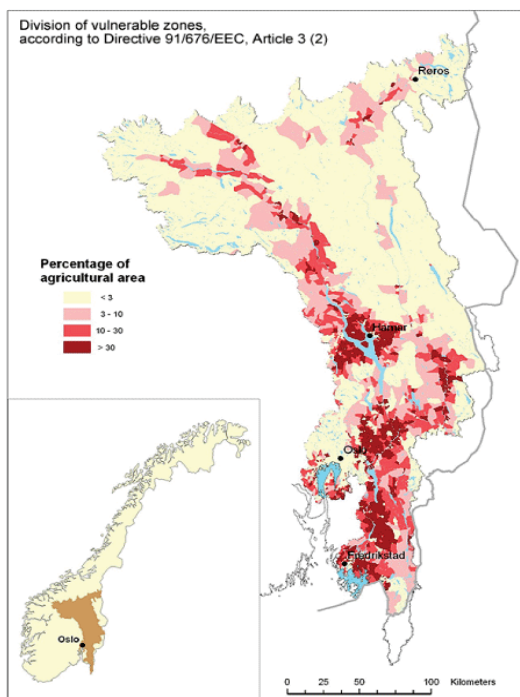 Division of vulnerable zones,
according to Directive 91/676/EEC, Article 3 (2)
Røros
Percentage of
agricultural area
< 3
3 - 10
10 - 30
> 30
Hamar
Oslo
Fredrikstad
Oslo
0 25 50 100 Kilometers